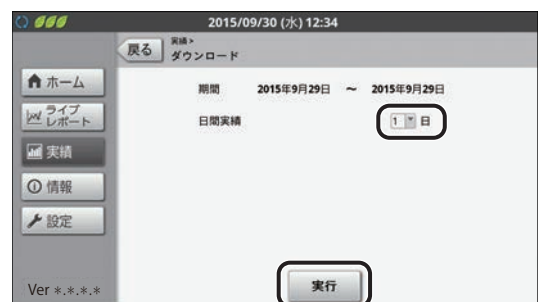 2015/09/30 (水) 12:34
戻る
実績>
ダウンロード
ホーム
ライブ
レポート
実績
情報
設定
Ver *.*.*.*
期間 2015年9月29日 ~ 2015年9月29日
日間実績 1 日
実行